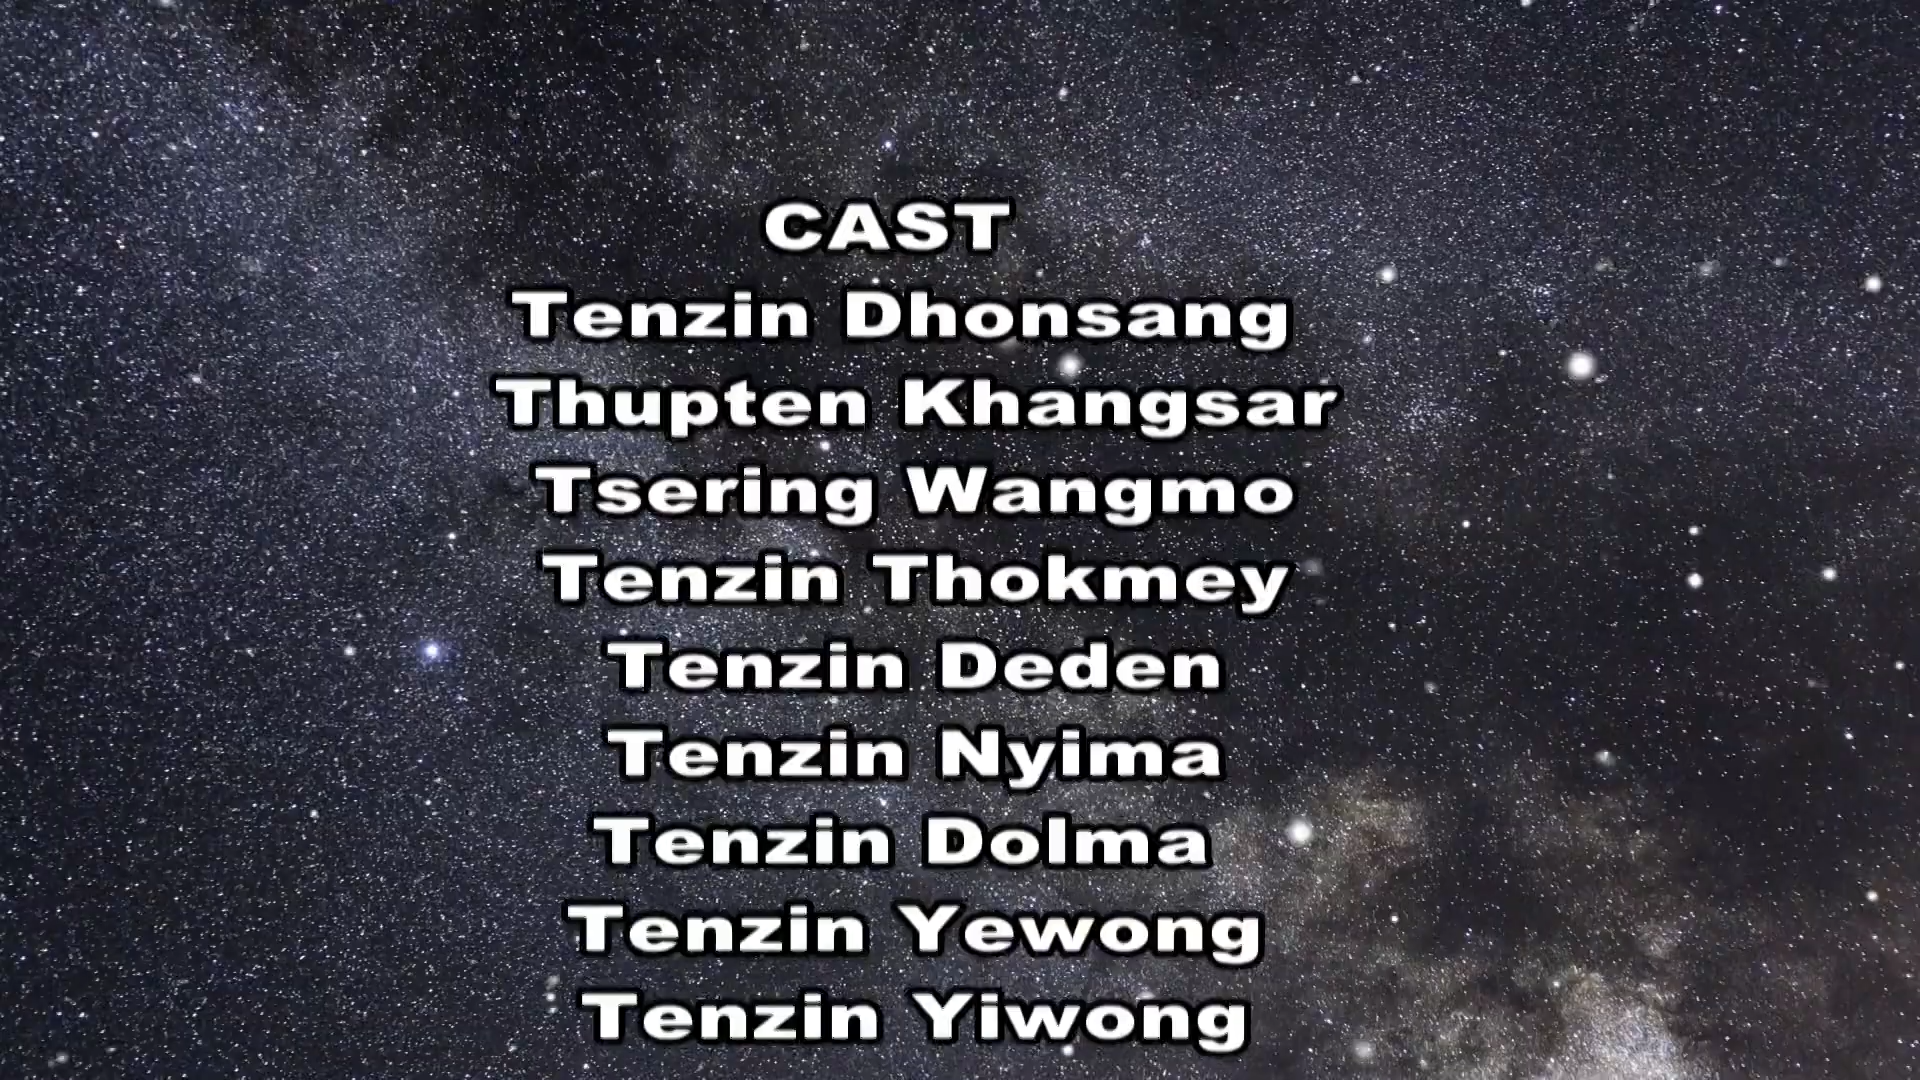 CAST
Tenzin Dhonsang
Thupten Khangsar
Tsering Wangmo
Tenzin Thokmey
Tenzin Deden
Tenzin Nyima
Tenzin Dolma
Tenzin Yewong
Tenzin Yiwong